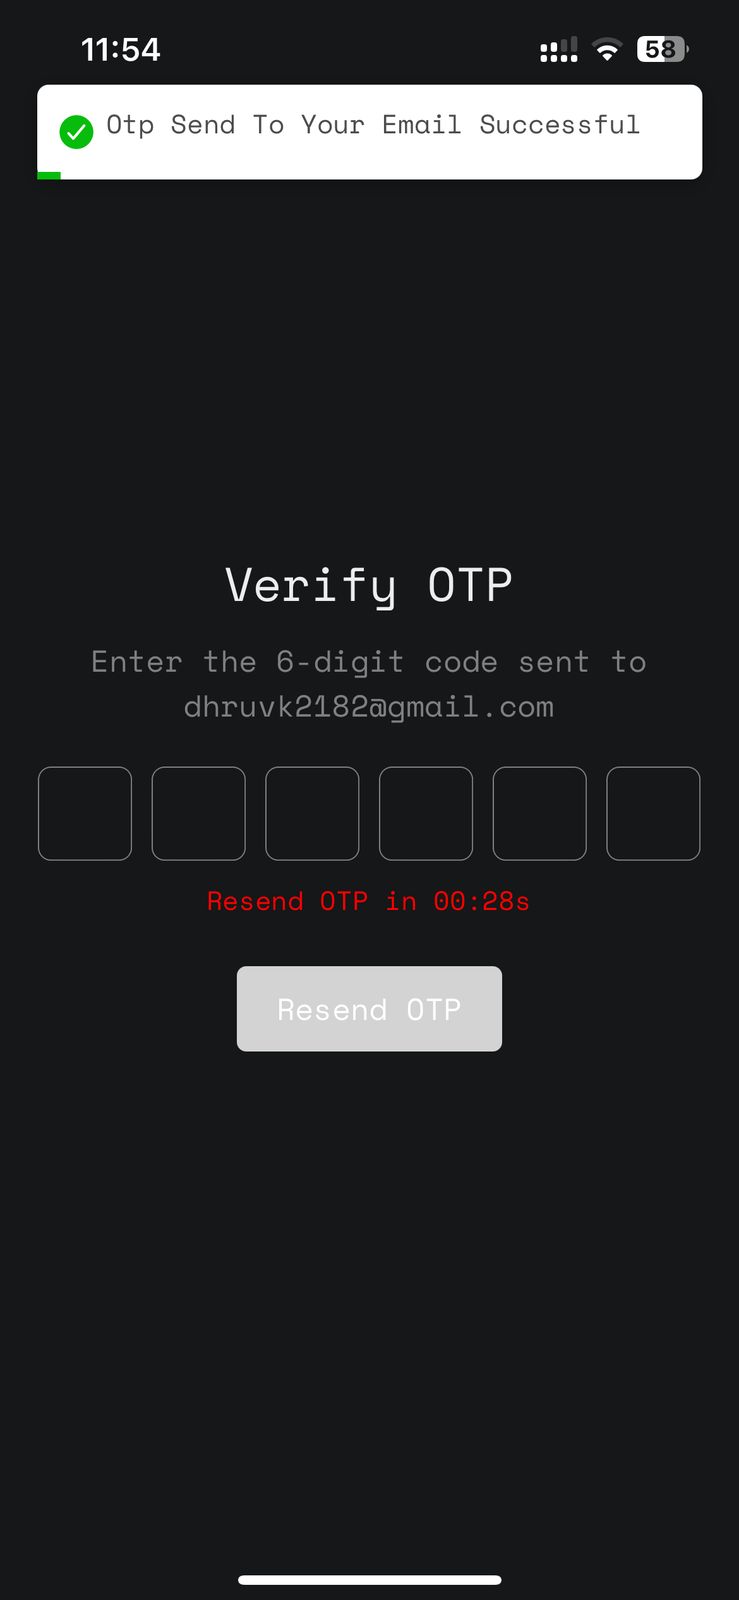 11:54
58
Otp Send To Your Email Successful
Verify OTP
Enter the 6-digit code sent to
dhruvk2182@gmail.com
Resend OTP in 00:28s
Resend OTP